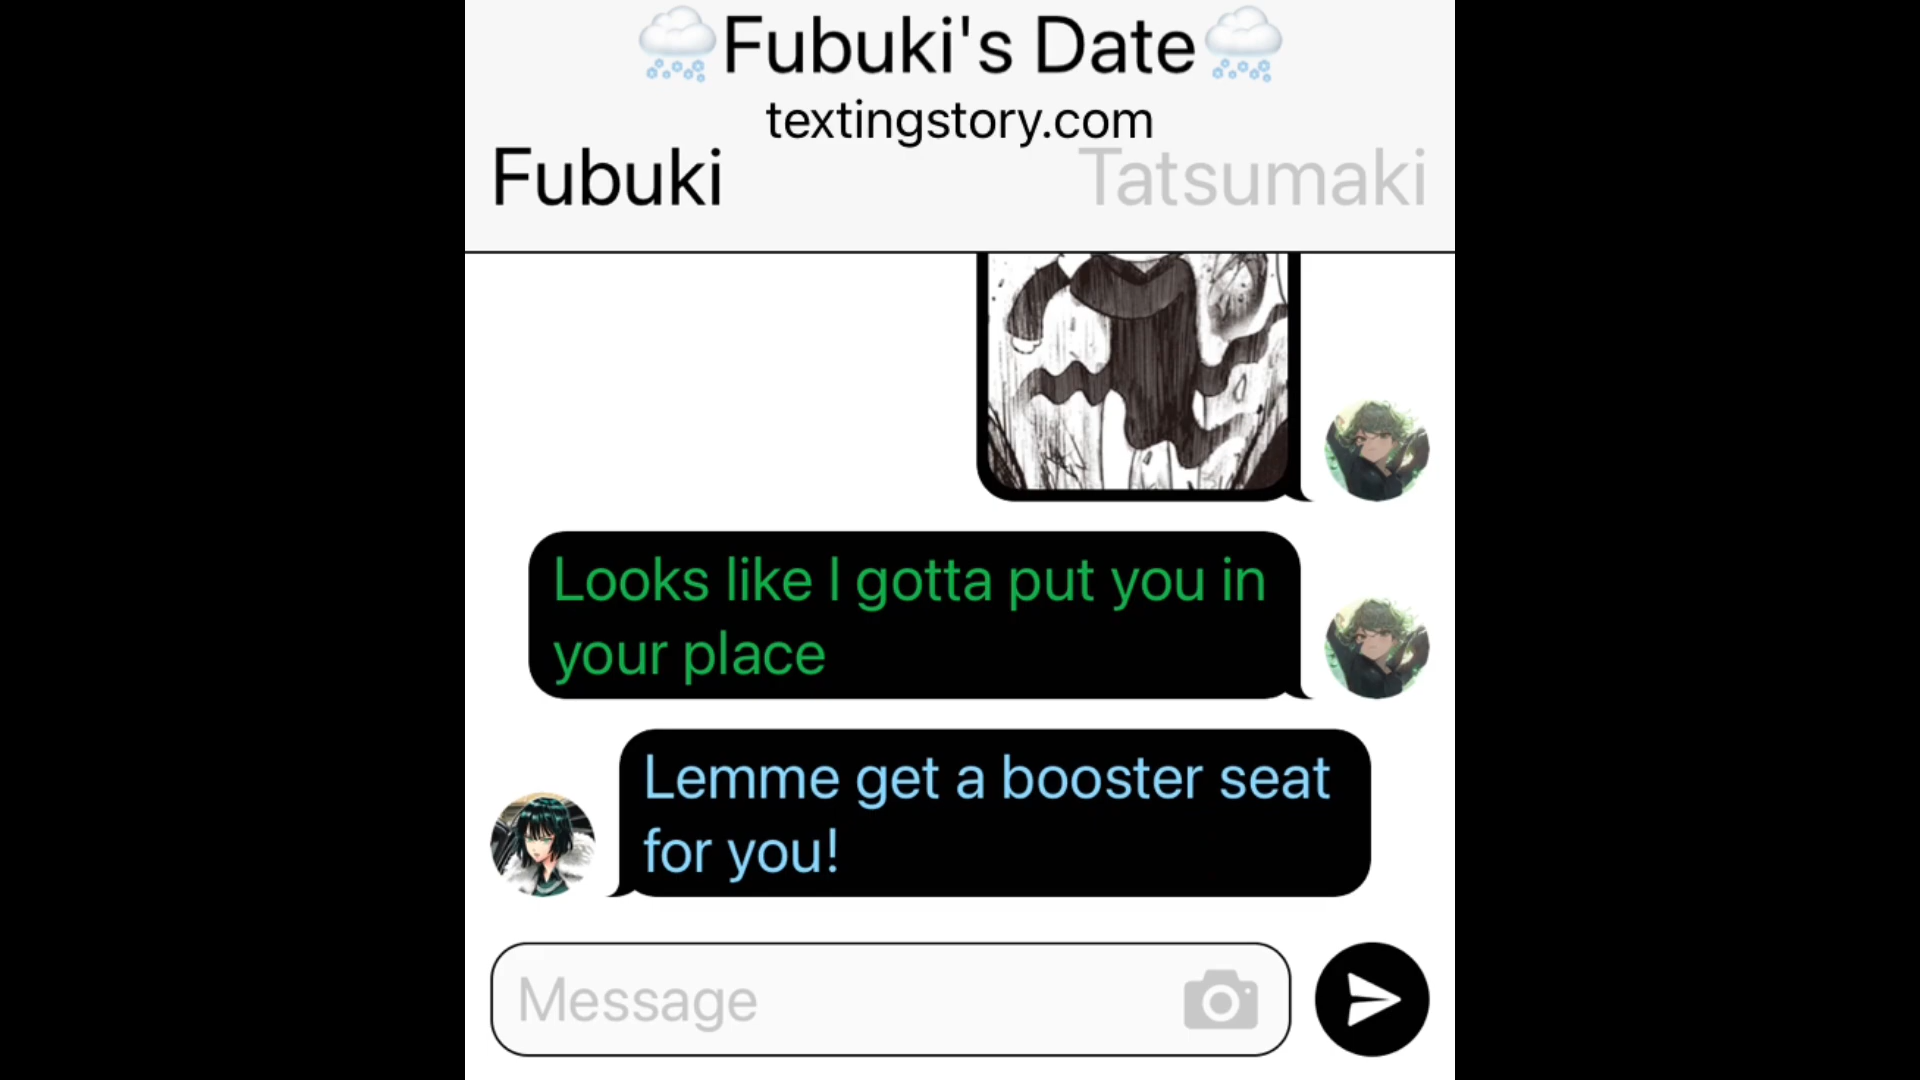 🌨️Fubuki's Date🌨️
textingstory.com
Fubuki
Tatsumaki
Looks like I gotta put you in
your place
Lemme get a booster seat
for you!
Message